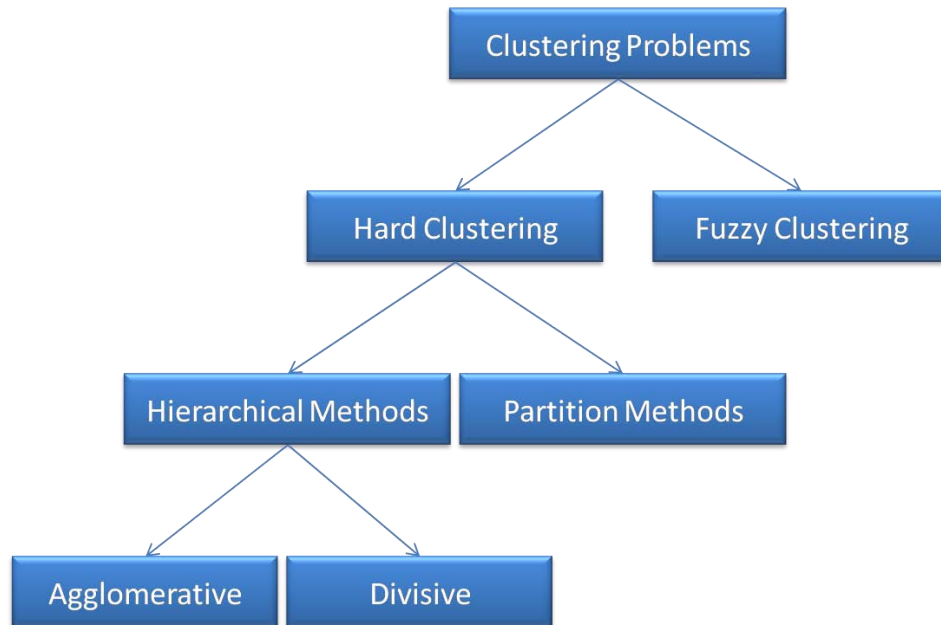 Clustering Problems
Hard Clustering
Fuzzy Clustering
Hierarchical Methods
Partition Methods
Agglomerative
Divisive